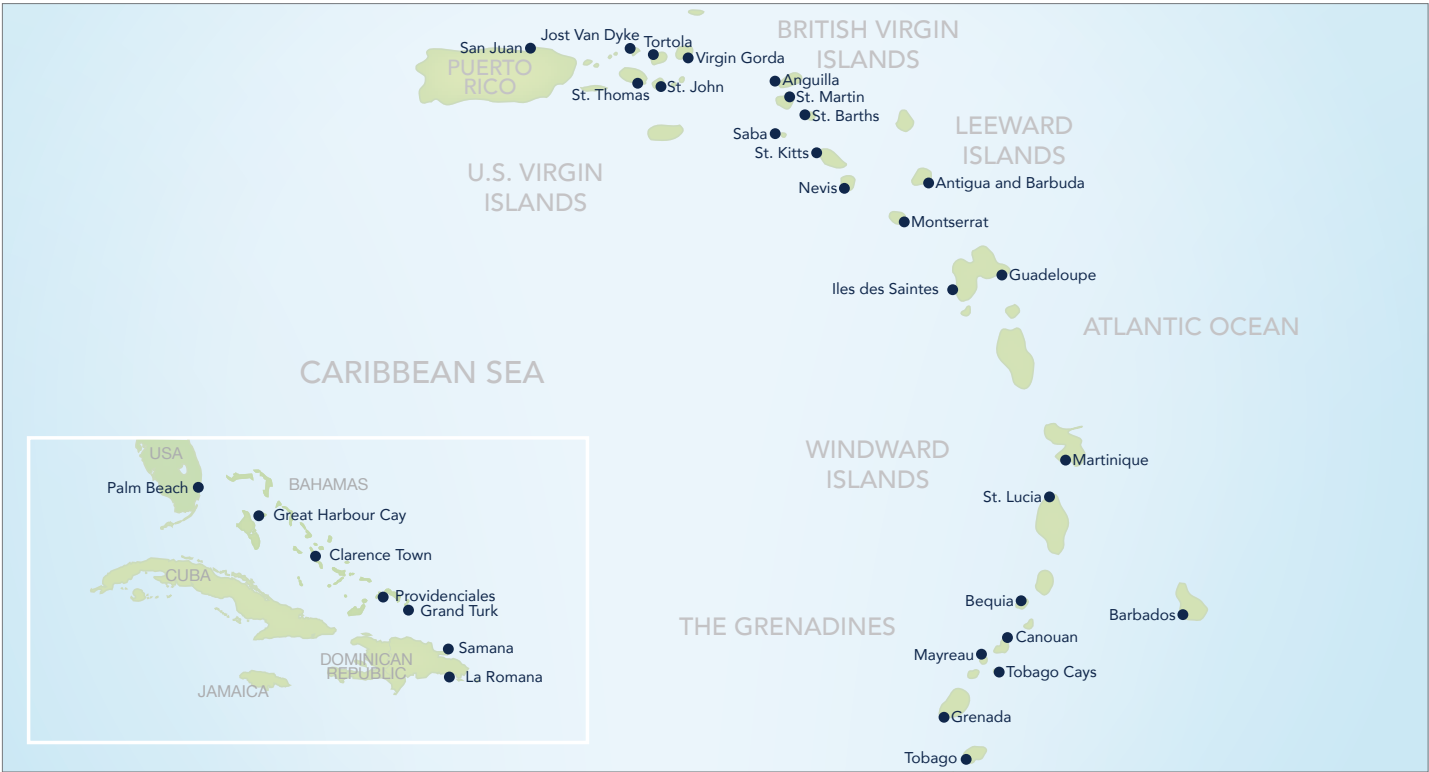 BRITISH VIRGIN
ISLANDS
Jost Van Dyke
Tortola
San Juan
Virgin Gorda
PUERTO
RICO
St. Thomas
St. John
Anguilla
St. Martin
St. Barths
Saba
St. Kitts
Nevis
LEEWARD
ISLANDS
U.S. VIRGIN
ISLANDS
Antigua and Barbuda
Montserrat
Guadeloupe
Iles des Saintes
ATLANTIC OCEAN
CARIBBEAN SEA
WINDWARD
ISLANDS
Martinique
St. Lucia
Bequia
Barbados
THE GRENADINES
Canouan
Mayreau
Tobago Cays
Grenada
Tobago
USA
Palm Beach
BAHAMAS
Great Harbour Cay
Clarence Town
CUBA
Providenciales
Grand Turk
Samana
DOMINICAN
REPUBLIC
La Romana
JAMAICA